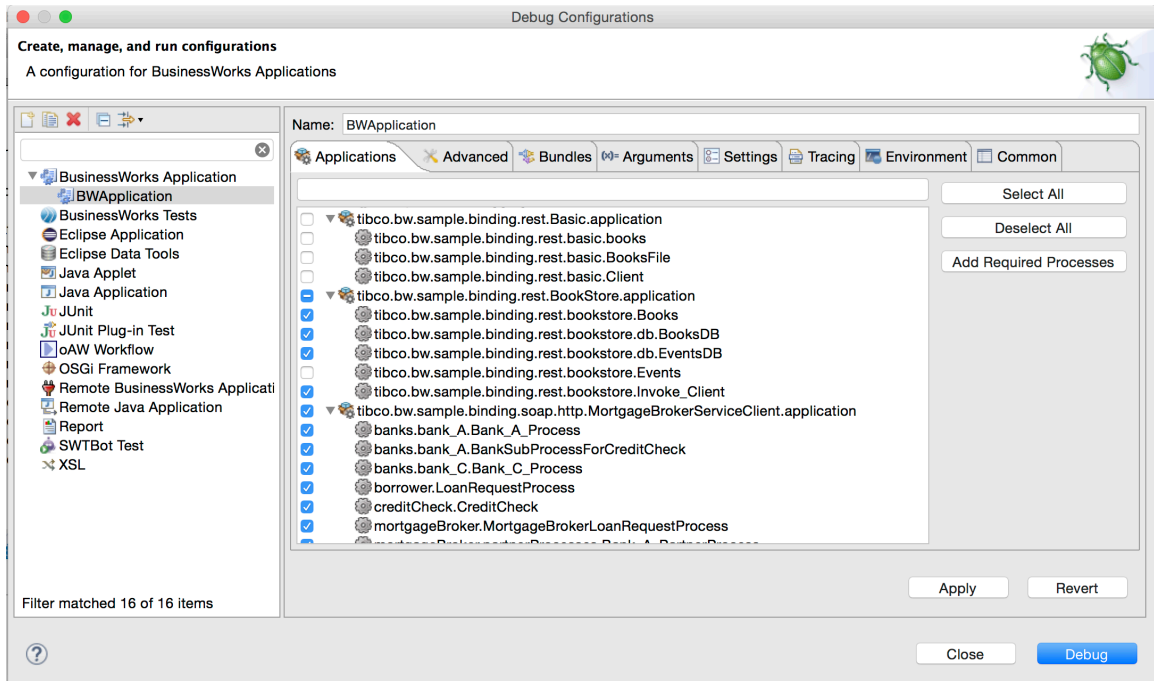 Debug Configurations
Create, manage, and run configurations
A configuration for BusinessWorks Applications
Name: BWApplication
Applications Advanced Bundles (x)= Arguments Settings Tracing Environment Common
BusinessWorks Application
BWApplication
BusinessWorks Tests
Eclipse Application
Eclipse Data Tools
Java Applet
Java Application
Ju JUnit
JUnit Plug-in Test
oAW Workflow
OSGi Framework
Remote BusinessWorks Applicati
Remote Java Application
Report
SWTBot Test
XSL
Filter matched 16 of 16 items
tibco.bw.sample.binding.rest.Basic.application
tibco.bw.sample.binding.rest.basic.books
tibco.bw.sample.binding.rest.basic.BooksFile
tibco.bw.sample.binding.rest.basic.Client
tibco.bw.sample.binding.rest.BookStore.application
tibco.bw.sample.binding.rest.bookstore.Books
tibco.bw.sample.binding.rest.bookstore.db.BooksDB
tibco.bw.sample.binding.rest.bookstore.db.EventsDB
tibco.bw.sample.binding.rest.bookstore.Events
tibco.bw.sample.binding.rest.bookstore.Invoke_Client
tibco.bw.sample.binding.soap.http.MortgageBrokerServiceClient.application
banks.bank_A.Bank_A_Process
banks.bank_A.BankSubProcessForCreditCheck
banks.bank_C.Bank_C_Process
borrower.LoanRequestProcess
creditCheck.CreditCheck
mortgageBroker.MortgageBrokerLoanRequestProcess
mortgageBroker.partnerProcesses.Bank_A_PartnerProcess
Select All
Deselect All
Add Required Processes
Apply Revert
? Close Debug